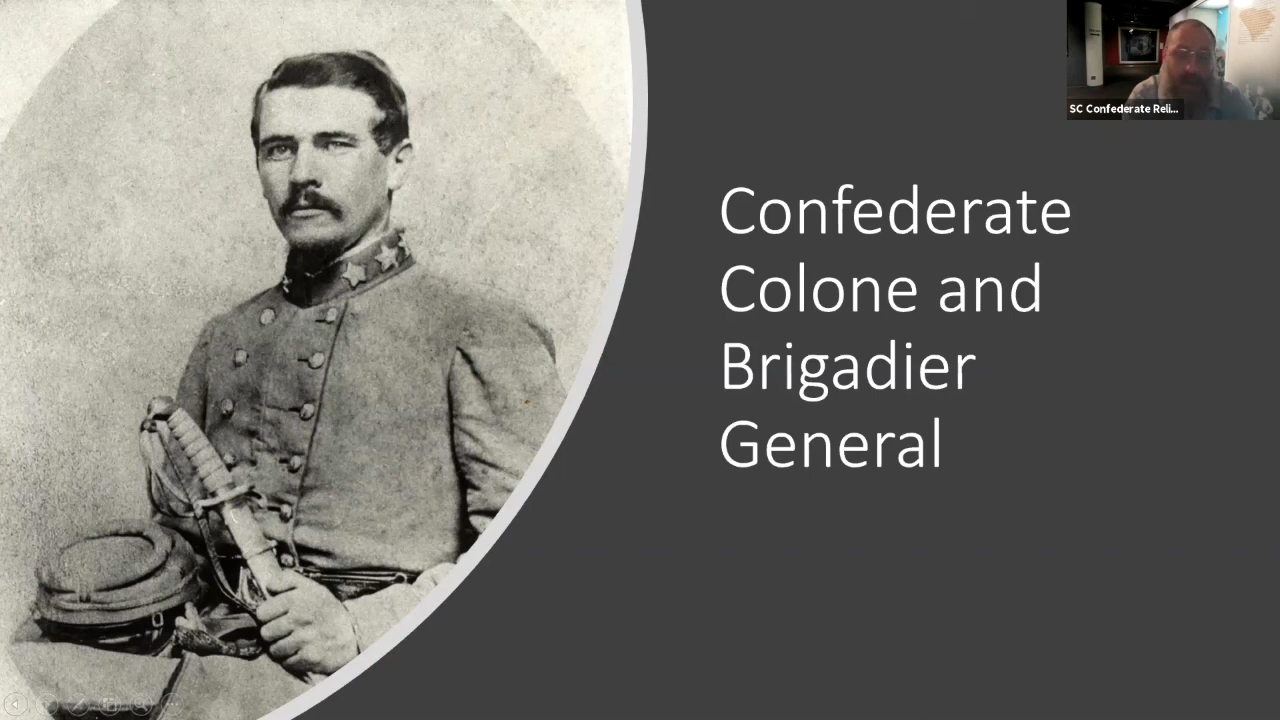 SC Confederate Reli...
Confederate
Colone and
Brigadier
General